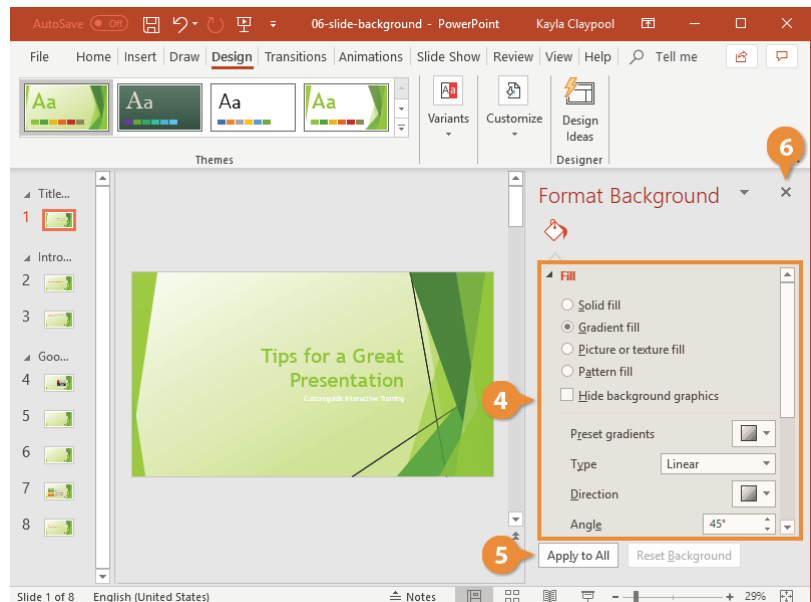 AutoSave Off 06-slide-background - PowerPoint Kayla Claypool
File Home Insert Draw Design Transitions Animations Slide Show Review View Help Tell me
Aa Aa Aa Aa
Variants Customize Design Ideas
Themes Designer
6
Title...
1
Intro...
2
3
Goo...
4
5
6
7
8
Tips for a Great
Presentation
Customguide Interactive Training
Format Background
Fill
Solid fill
Gradient fill
Picture or texture fill
Pattern fill
Hide background graphics
4
Preset gradients
Type Linear
Direction
Angle 45°
5
Apply to All Reset Background
Slide 1 of 8 English (United States) Notes 29%